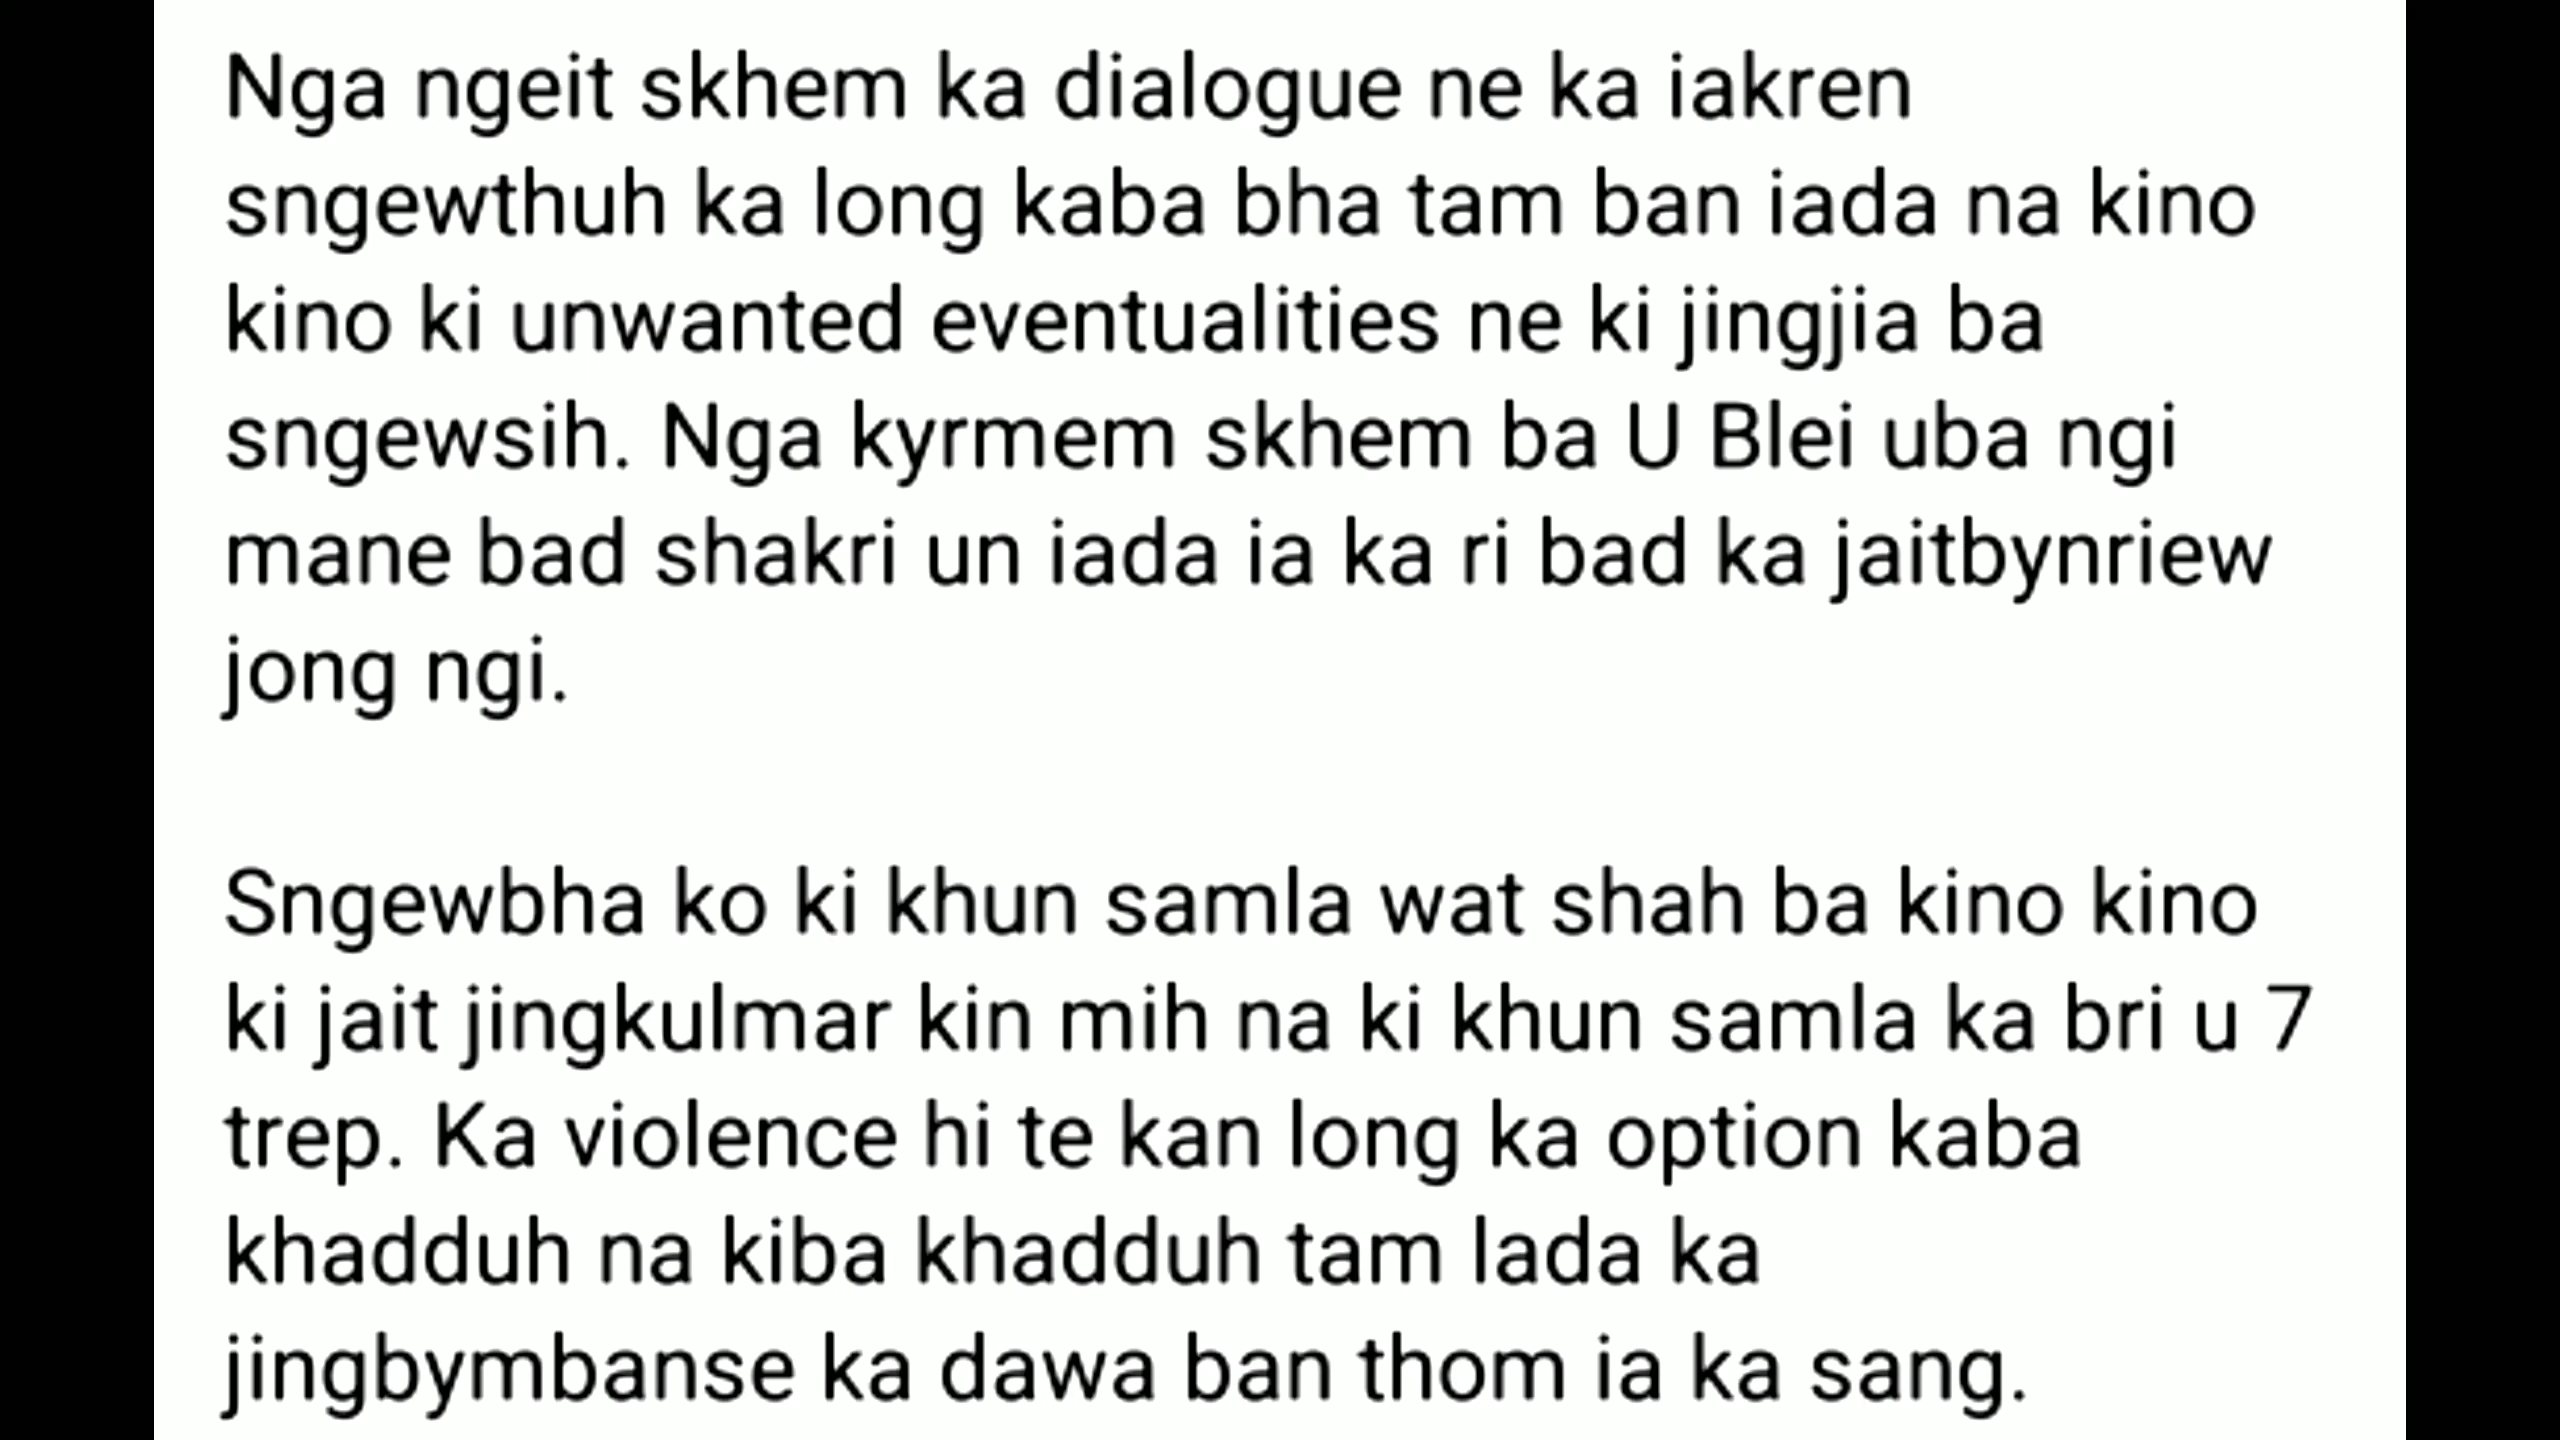 Nga ngeit skhem ka dialogue ne ka iakren
sngewthuh ka long kaba bha tam ban iada na kino
kino ki unwanted eventualities ne ki jingjia ba
sngewsih. Nga kyrmem skhem ba U Blei uba ngi
mane bad shakri un iada ia ka ri bad ka jaitbynriew
jong ngi.
Sngewbha ko ki khun samla wat shah ba kino kino
ki jait jingkulmar kin mih na ki khun samla ka bri u 7
trep. Ka violence hi te kan long ka option kaba
khadduh na kiba khadduh tam lada ka
jingbymbanse ka dawa ban thom ia ka sang.